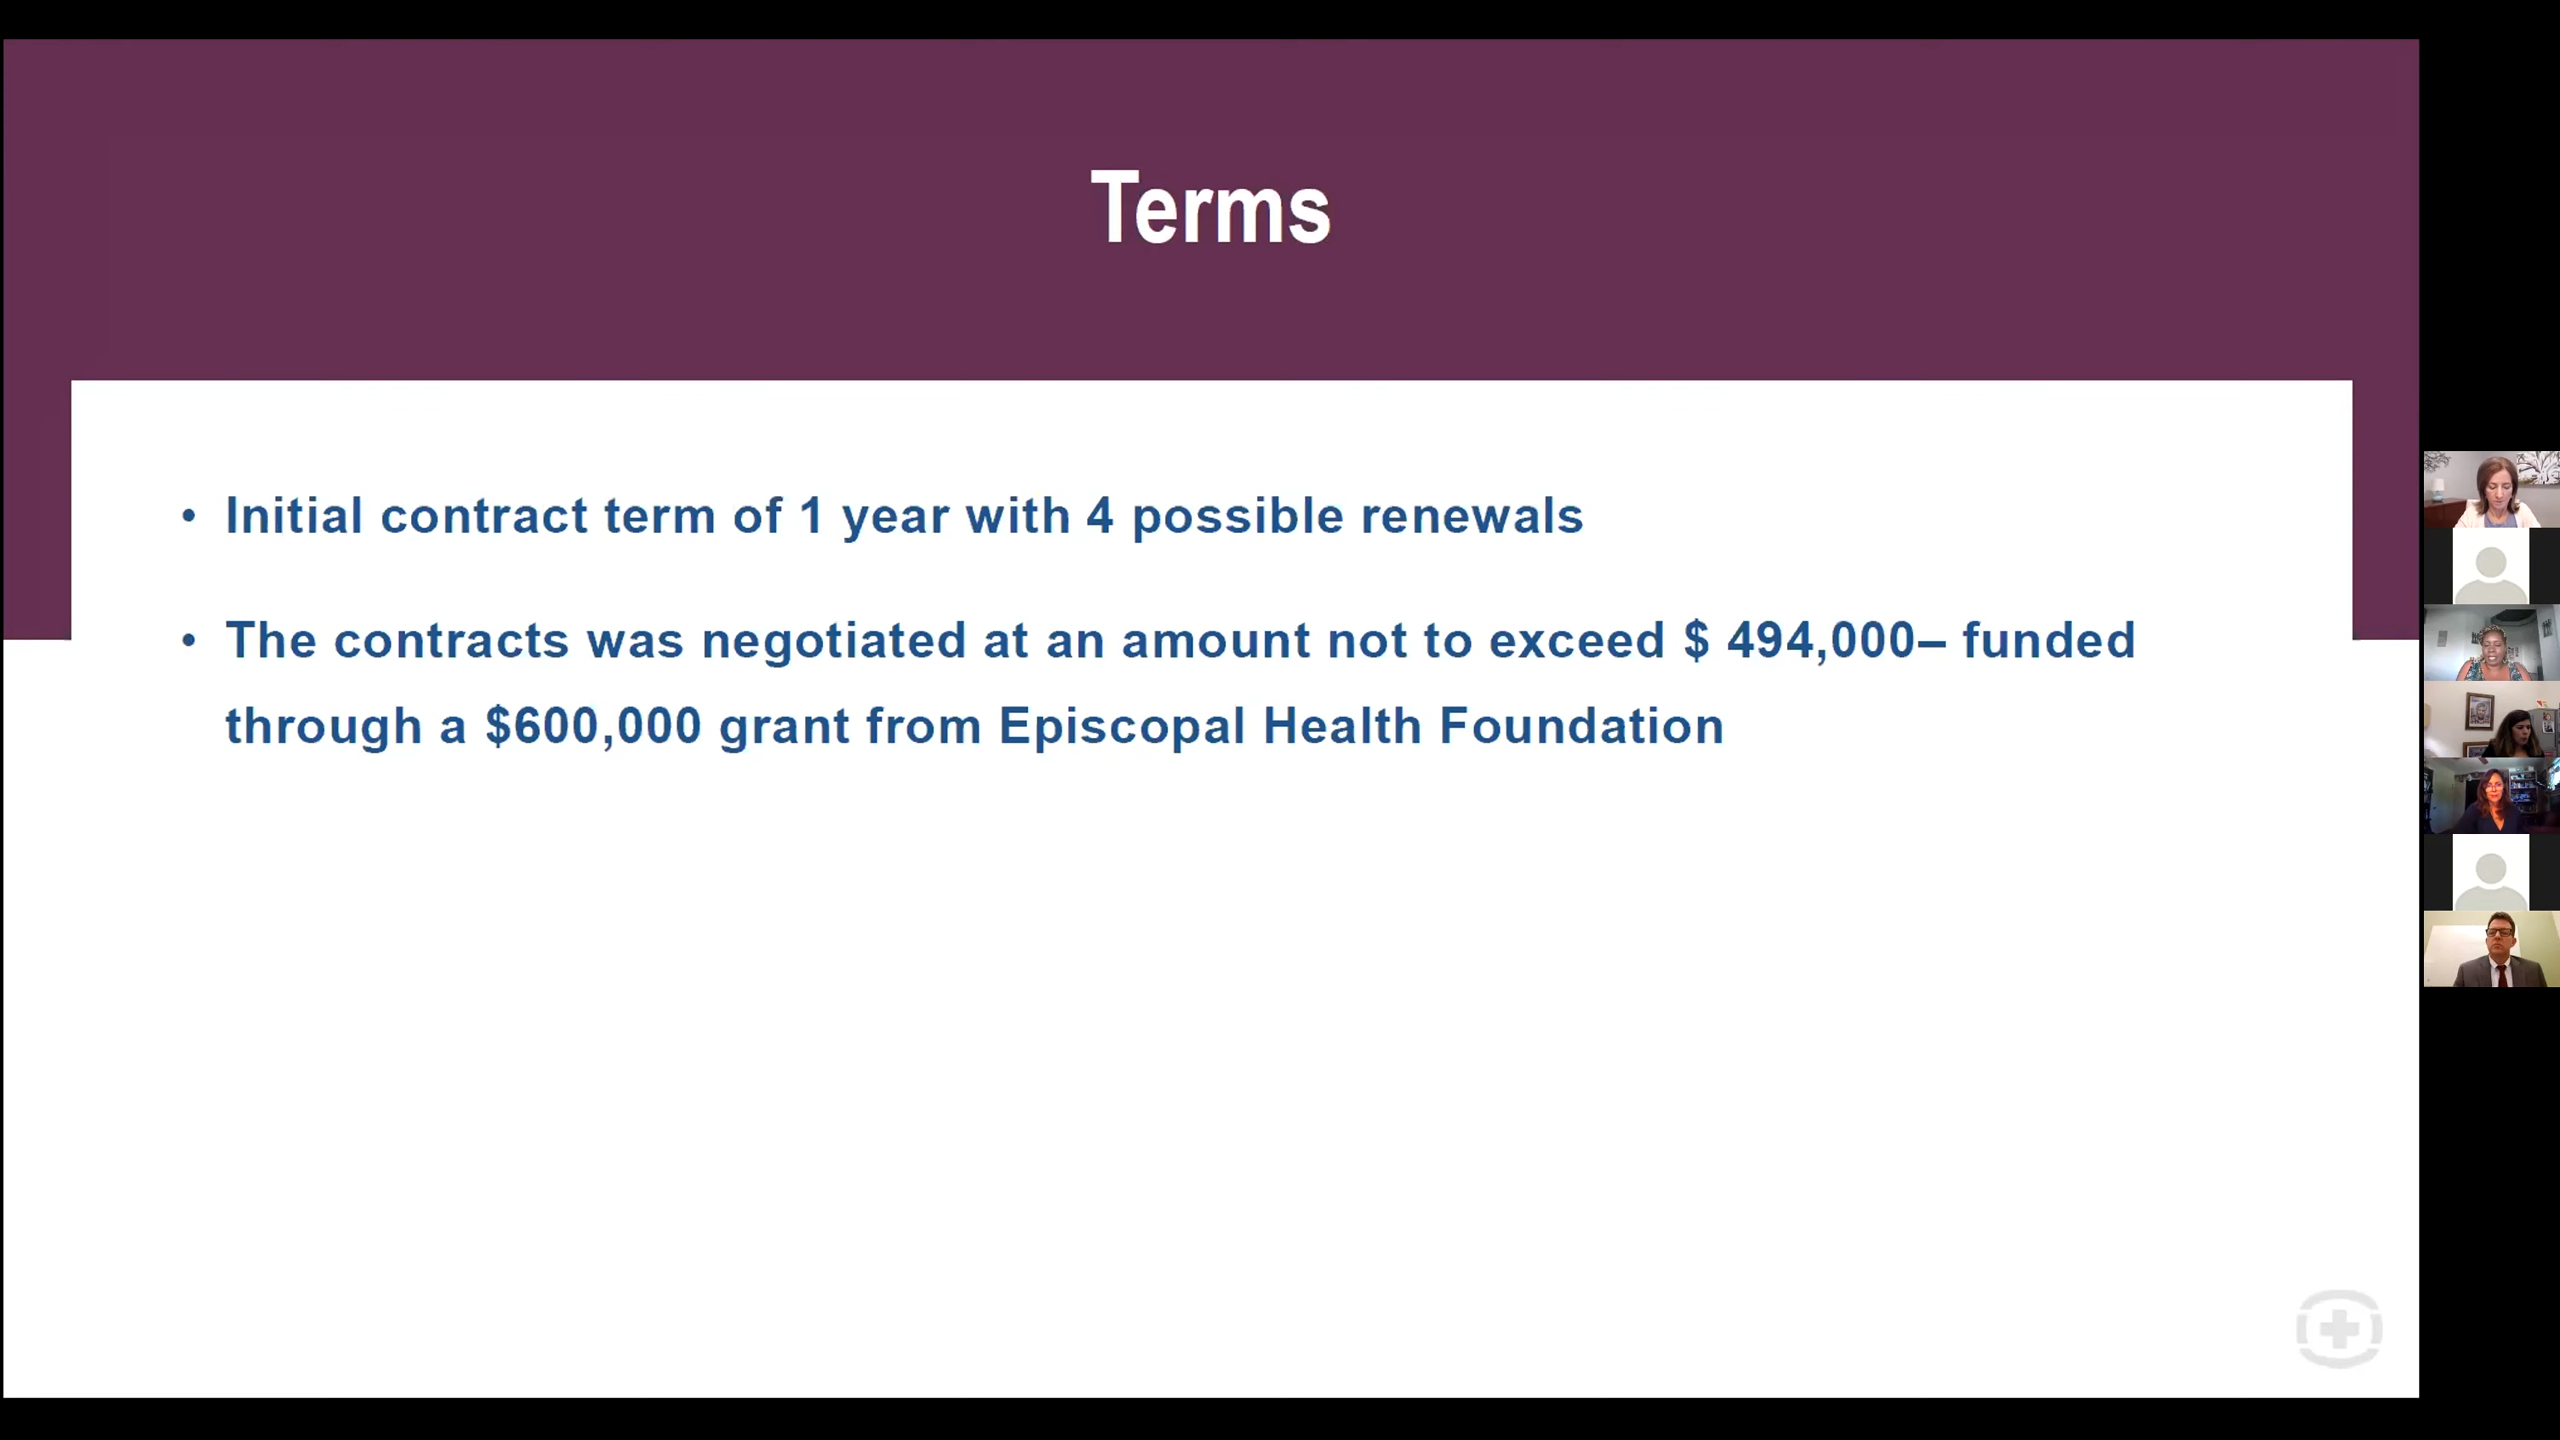 Terms
• Initial contract term of 1 year with 4 possible renewals
• The contracts was negotiated at an amount not to exceed $ 494,000– funded
through a $600,000 grant from Episcopal Health Foundation